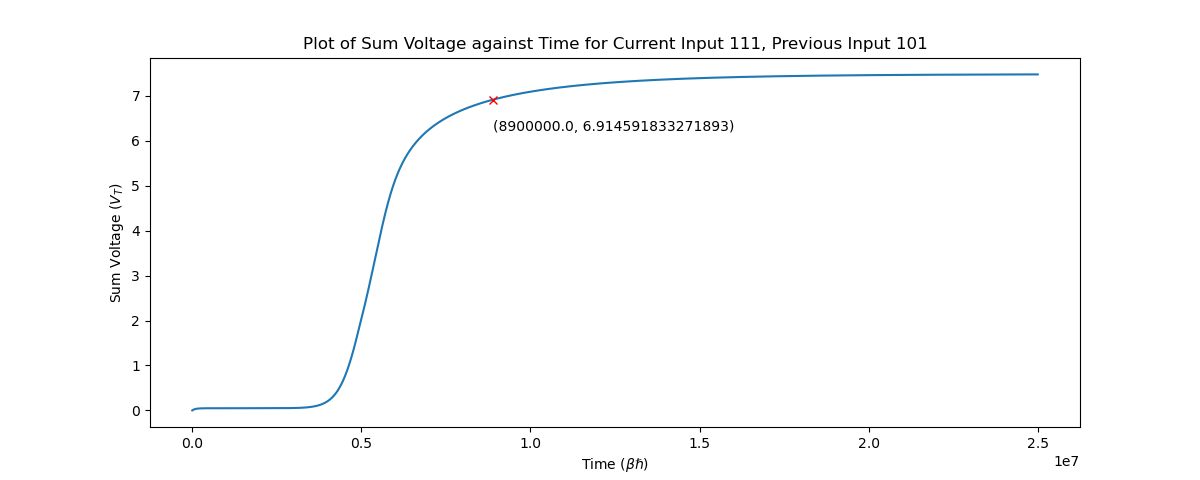 Plot of Sum Voltage against Time for Current Input 111, Previous Input 101
7
6
5
4
3
2
1
0
Sum Voltage (V_T)
(8900000.0, 6.914591833271893)
0.0 0.5 1.0 1.5 2.0 2.5
1e7
Time (βℏ)